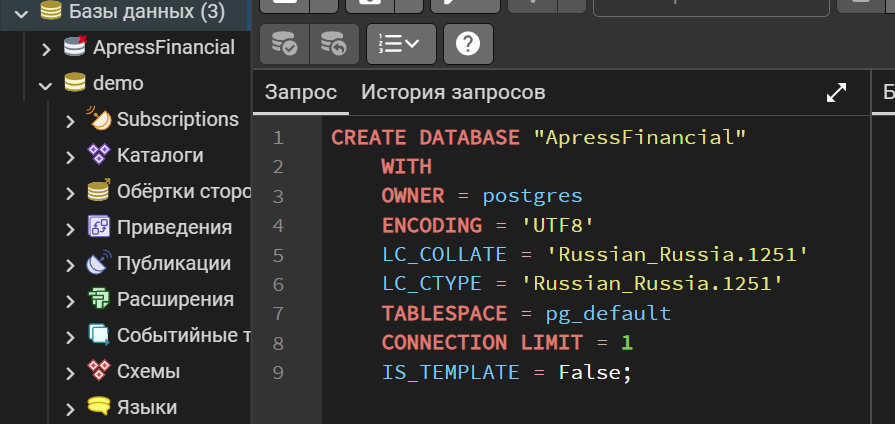 Базы данных (3)
ApressFinancial
demo
Subscriptions
Каталоги
Обёртки сторо
Приведения
Публикации
Расширения
Событийные т
Схемы
Языки
Запрос История запросов
1 CREATE DATABASE "ApressFinancial"
2 WITH
3 OWNER = postgres
4 ENCODING = 'UTF8'
5 LC_COLLATE = 'Russian_Russia.1251'
6 LC_CTYPE = 'Russian_Russia.1251'
7 TABLESPACE = pg_default
8 CONNECTION LIMIT = 1
9 IS_TEMPLATE = False;